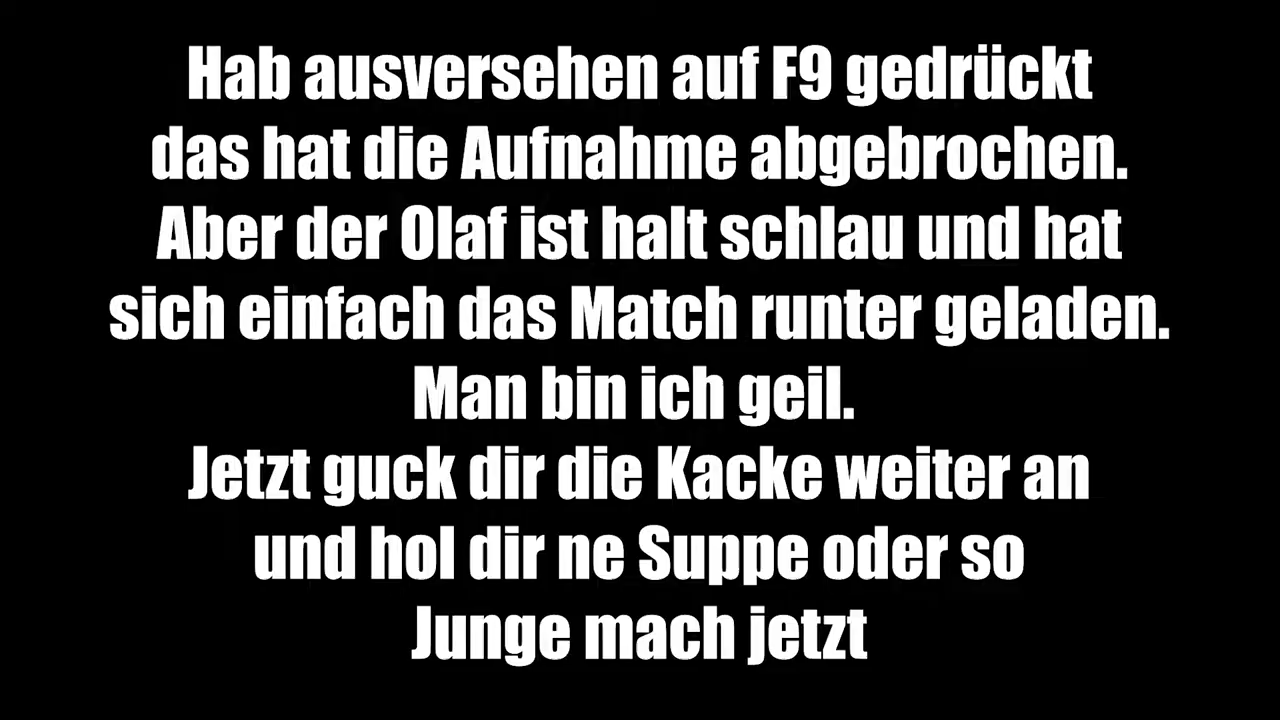 Hab ausversehen auf F9 gedrückt
das hat die Aufnahme abgebrochen.
Aber der Olaf ist halt schlau und hat
sich einfach das Match runter geladen.
Man bin ich geil.
Jetzt guck dir die Kacke weiter an
und hol dir ne Suppe oder so
Junge mach jetzt